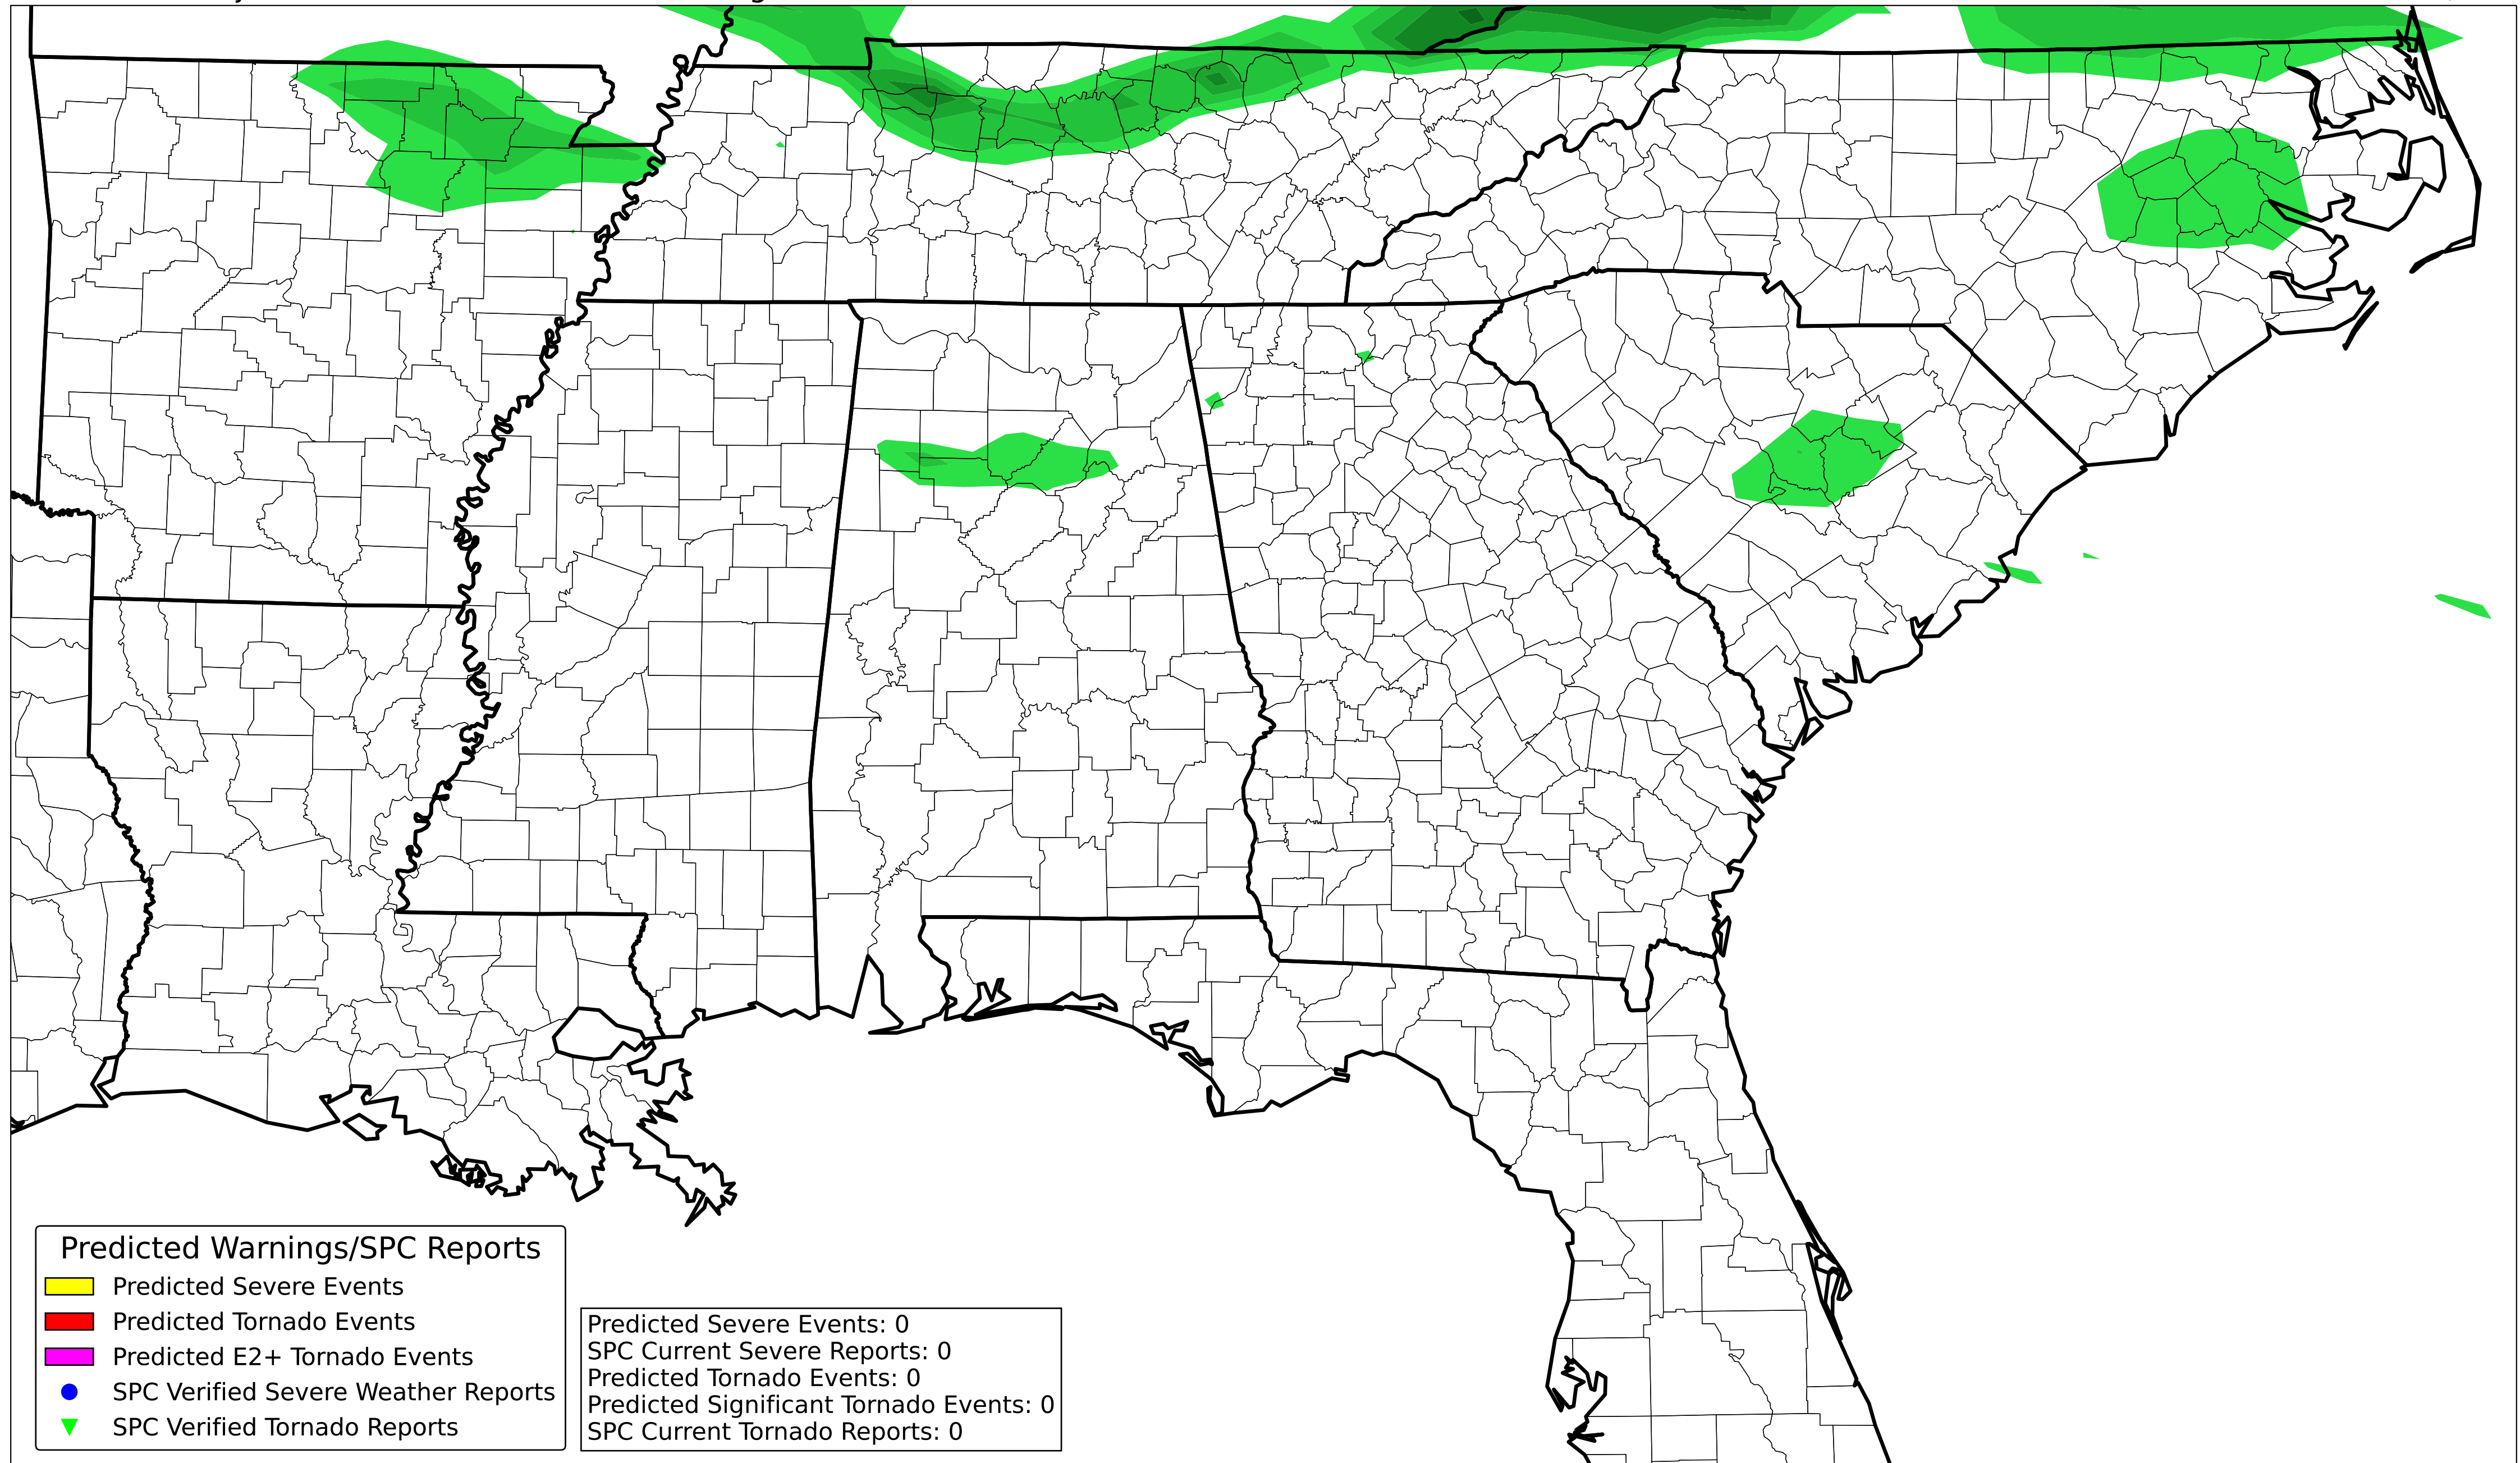 Predicted Warnings/SPC Reports
Predicted Severe Events
Predicted Tornado Events
Predicted E2+ Tornado Events
SPC Verified Severe Weather Reports
SPC Verified Tornado Reports
Predicted Severe Events: 0
SPC Current Severe Reports: 0
Predicted Tornado Events: 0
Predicted Significant Tornado Events: 0
SPC Current Tornado Reports: 0